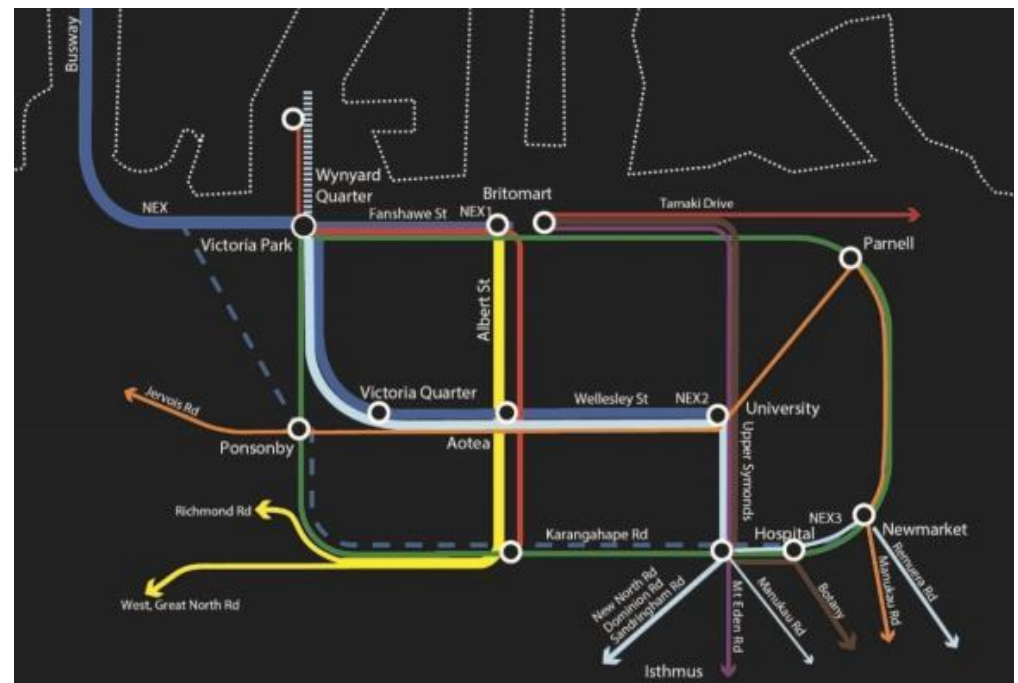 Busway
Wynyard
Quarter
Britomart
NEX
Fanshawe St
NEX1
Tamaki Drive
Victoria Park
Parnell
Albert St
Victoria Quarter
Wellesley St
NEX2
University
Jervois Rd
Ponsonby
Aotea
Upper Symonds
Richmond Rd
Karangahape Rd
Hospital
NEX3
Newmarket
West, Great North Rd
New North Rd
Dominion Rd
Sandringham Rd
Mt Eden Rd
Manukau Rd
Botany
Manukau Rd
Remuera Rd
Isthmus